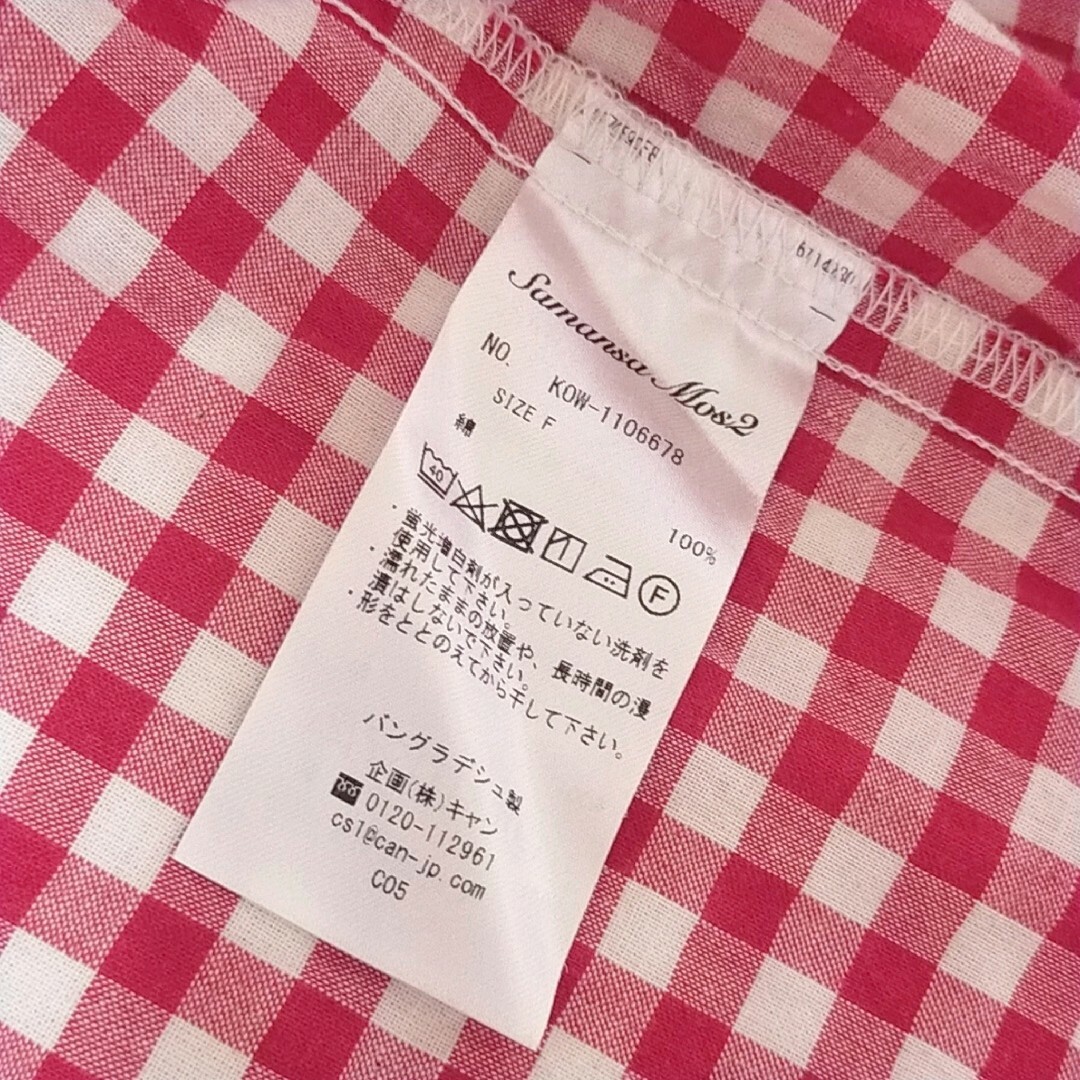 Samansa Mos2
NO. KOW-1106678
SIZE F
綿 100%
40
F
・蛍光増白剤が入っていない洗剤を
使用して下さい。
・濡れたままの放置や、長時間の浸
漬はしないで下さい。
・形をととのえてから干して下さい。
バングラデシュ製
企画(株)キャン
0120-112961
cs1@can-jp.com
C05